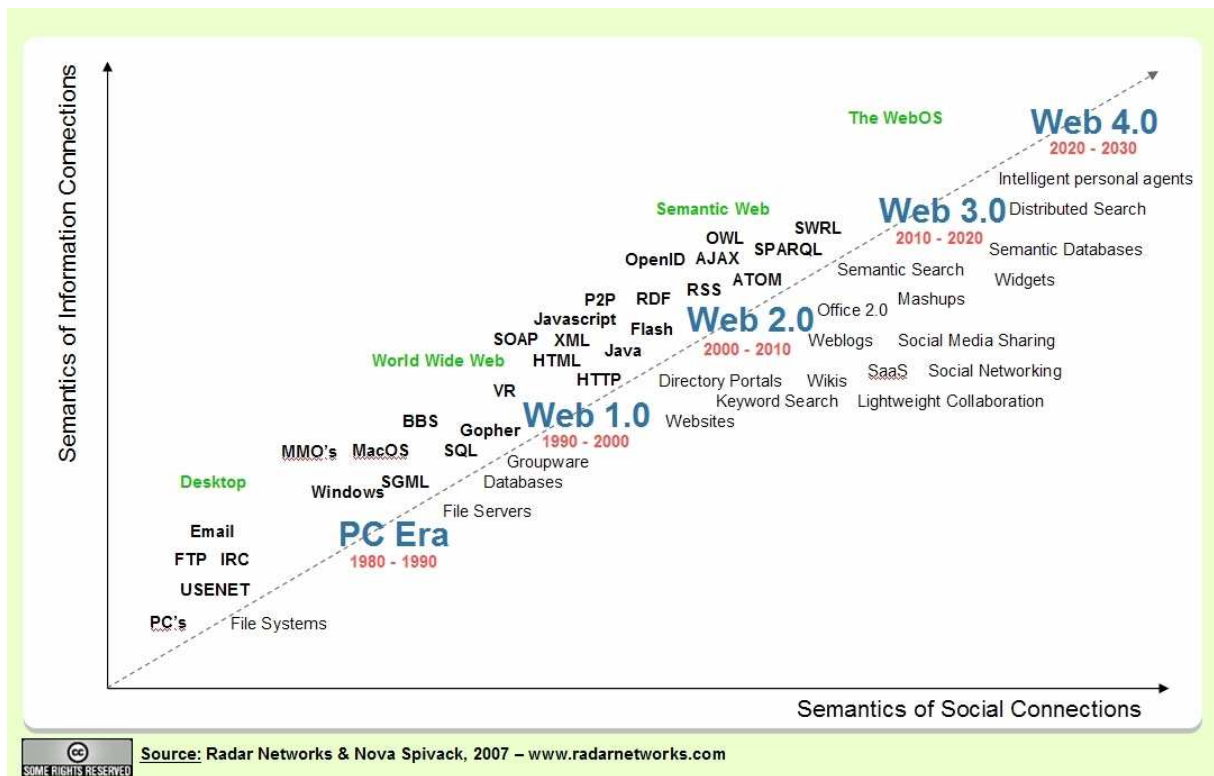 Semantics of Information Connections
The WebOS
Web 4.0
2020 - 2030
Intelligent personal agents
Semantic Web
Web 3.0
Distributed Search
2010 - 2020
SWRL
OWL
SPARQL
Semantic Databases
OpenID AJAX
Semantic Search
Widgets
ATOM
RSS
P2P
RDF
Mashups
Office 2.0
Javascript
Web 2.0
Flash
2000 - 2010
SOAP XML
Weblogs
Social Media Sharing
Java
World Wide Web
HTML
SaaS
Social Networking
HTTP
Directory Portals
Wikis
VR
Keyword Search
Lightweight Collaboration
Web 1.0
1990 - 2000
Websites
BBS
Gopher
MMO's
MacOS
SQL
Groupware
Desktop
Windows
SGML
Databases
File Servers
Email
PC Era
1980 - 1990
FTP IRC
USENET
PC's
File Systems
Semantics of Social Connections
cc
SOME RIGHTS RESERVED
Source: Radar Networks & Nova Spivack, 2007 – www.radarnetworks.com